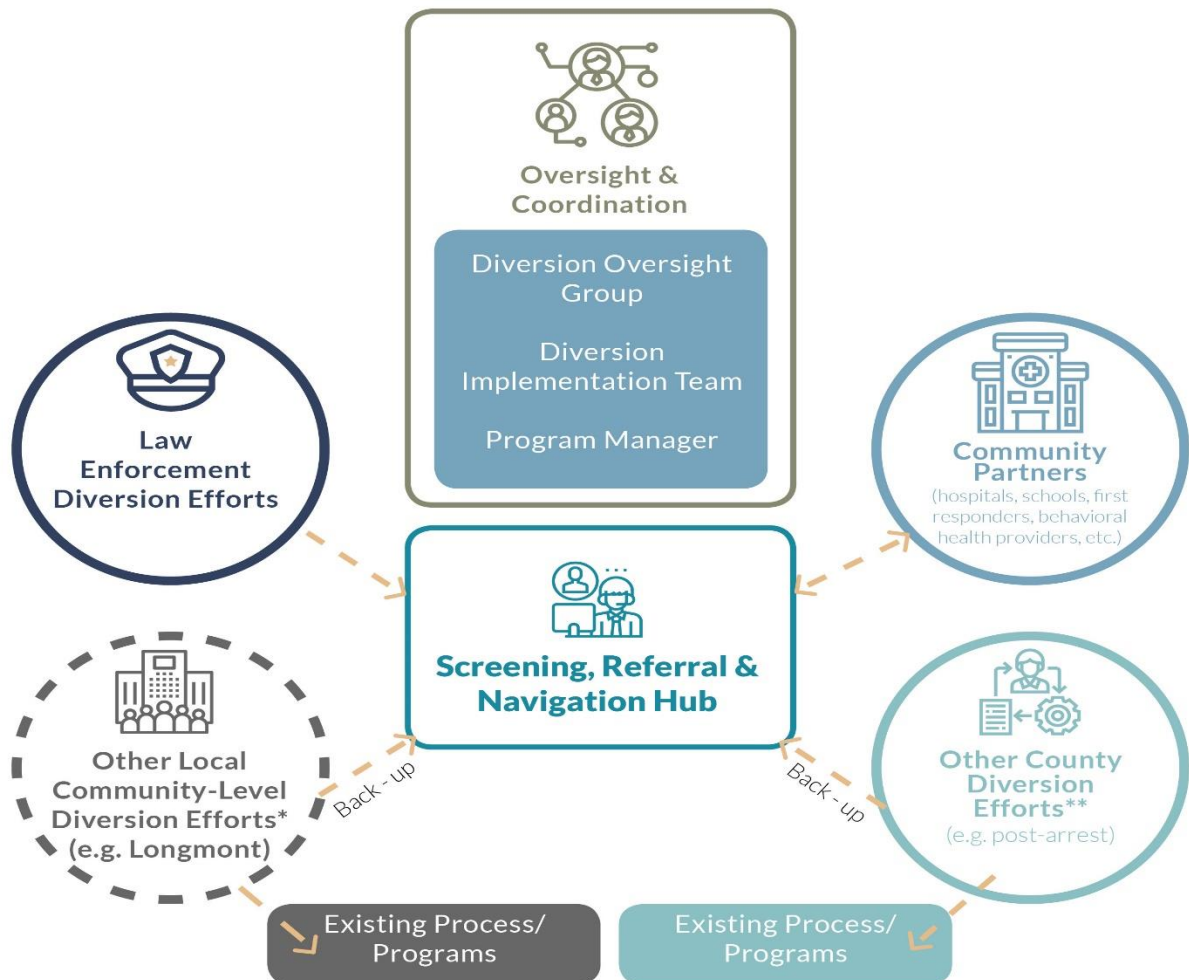 Oversight &
Coordination
Diversion Oversight
Group
Diversion
Implementation Team
Program Manager
Law
Enforcement
Diversion Efforts
Community
Partners
(hospitals, schools, first
responders, behavioral
health providers, etc.)
Screening, Referral &
Navigation Hub
Other Local
Community-Level
Diversion Efforts*
(e.g. Longmont)
Back - up
Back - up
Other County
Diversion
Efforts**
(e.g. post-arrest)
Existing Process/
Programs
Existing Process/
Programs